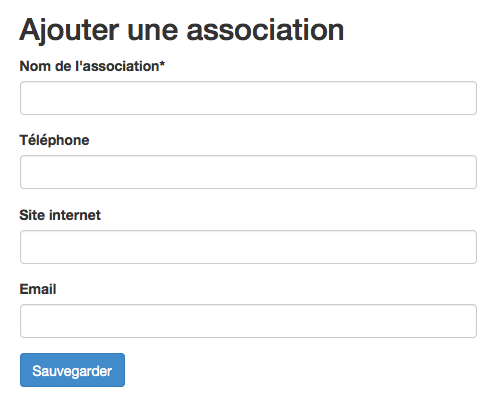 Ajouter une association
Nom de l'association*
Téléphone
Site internet
Email
Sauvegarder